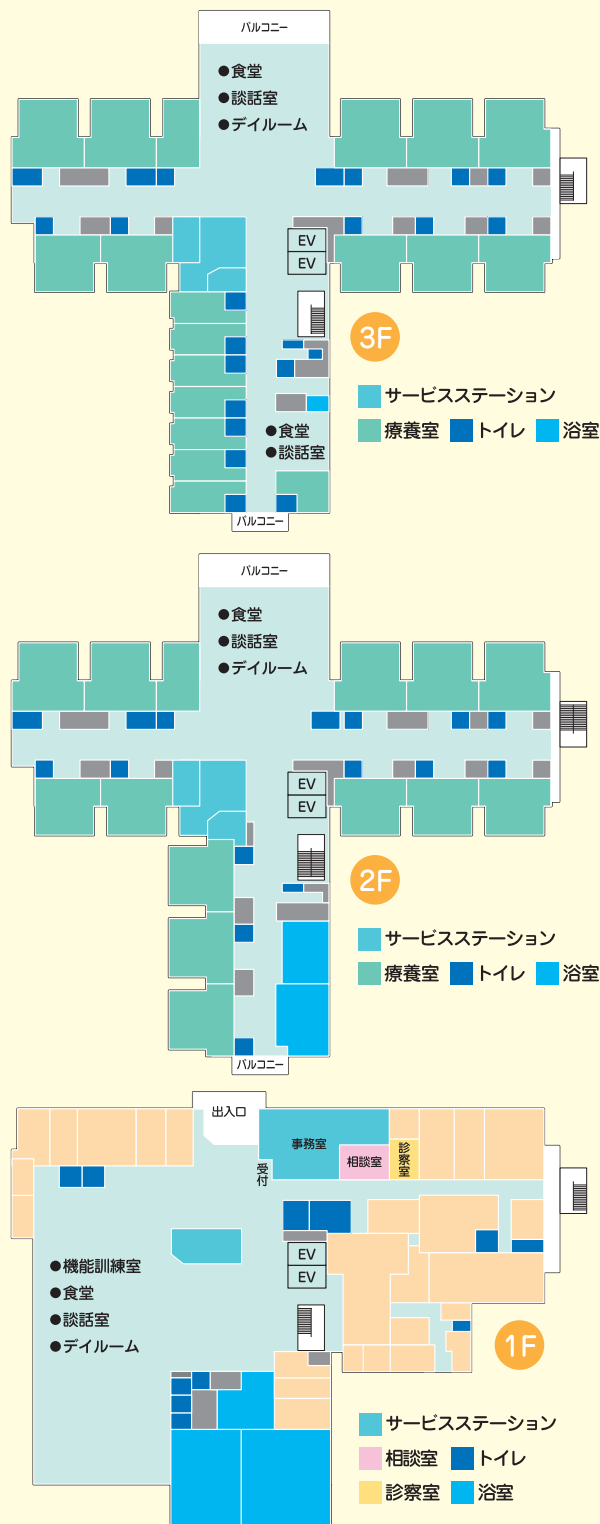 バルコニー
●食堂
●談話室
●デイルーム
EV
EV
3F
サービスステーション
療養室 トイレ 浴室
●食堂
●談話室
バルコニー
バルコニー
●食堂
●談話室
●デイルーム
EV
EV
2F
サービスステーション
療養室 トイレ 浴室
バルコニー
出入口
事務室
受付
相談室
診察室
●機能訓練室
●食堂
●談話室
●デイルーム
EV
EV
1F
サービスステーション
相談室 トイレ
診察室 浴室